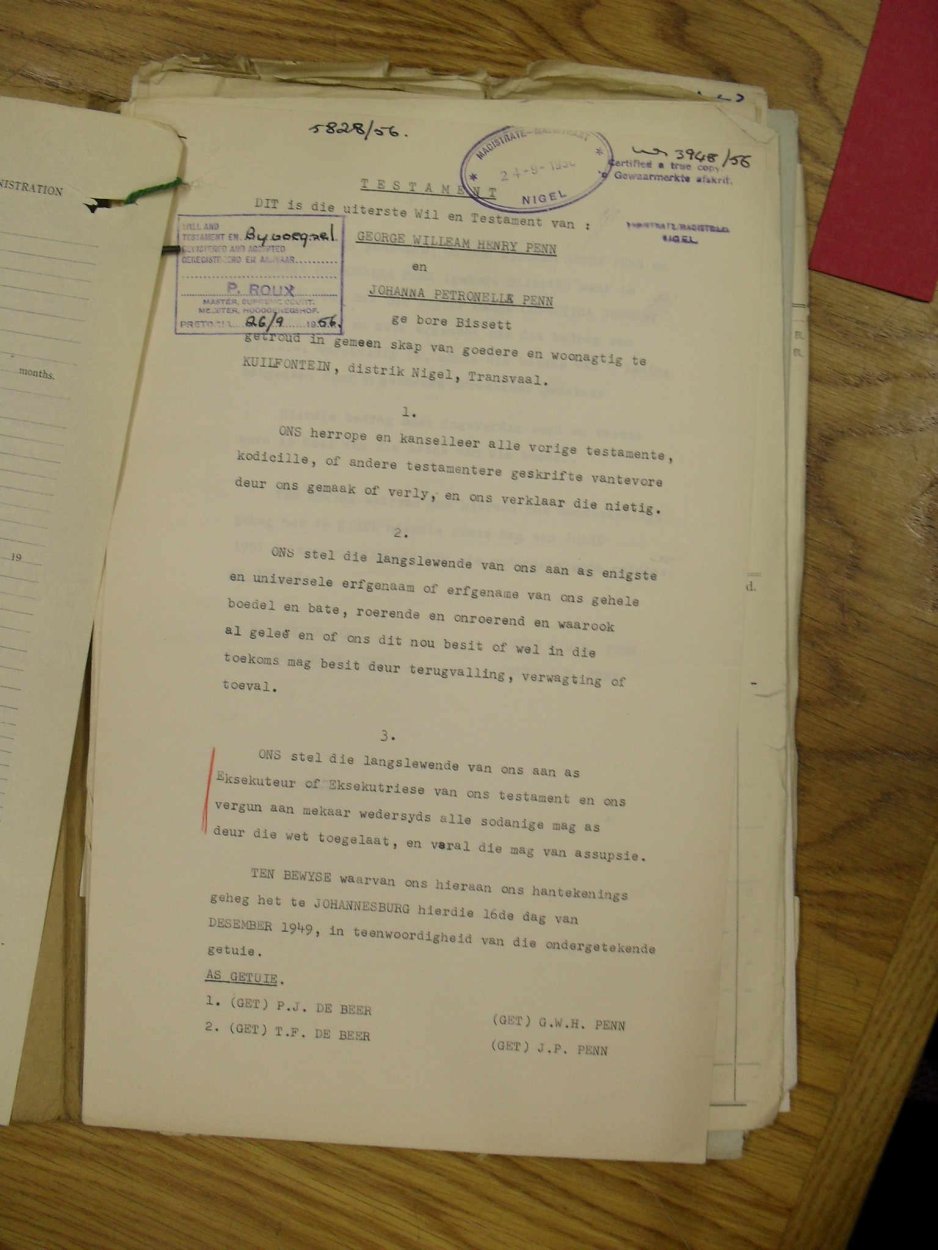 5828/56.
MAGISTRATE-MAGISTRAAT
24-9-195
NIGEL
3948/56
Certified a true copy
Gewaarmerkte afskrif.
NIGEL
NISTRATION
TESTAMENT
DIT is die uiterste Wil en Testament van :
WILL AND
TESTAMENT EN Bygoegsel
REGISTERED AND ACCEPTED
GEREGISTREERD EN AANVAAR
P. ROUX
MASTER, SUPREME COURT.
MEESTER, HOOGGEREGSHOF.
PRETORIA 26/9 1956.
GEORGE WILLEAM HENRY PENN
en
JOHANNA PETRONELLA PENN
ge bore Bissett
getroud in gemeen skap van goedere en woonagtig te
KUILFONTEIN, distrik Nigel, Transvaal.
months.
1.
ONS herrope en kanselleer alle vorige testamente,
kodicille, of andere testamentere geskrifte vantevore
deur ons gemaak of verly, en ons verklaar die nietig.
19
2.
ONS stel die langslewende van ons aan as enigste
en universele erfgenaam of erfgename van ons gehele
boedel en bate, roerende en onroerend en waarook
al geleë en of ons dit nou besit of wel in die
toekoms mag besit deur terugvalling, verwagting of
toeval.
d.
3.
ONS stel die langslewende van ons aan as
Eksekuteur of Eksekutriese van ons testament en ons
vergun aan mekaar wedersyds alle sodanige mag as
deur die wet toegelaat, en varal die mag van assupsie.
TEN BEWYSE waarvan ons hieraan ons hantekenings
geheg het te JOHANNESBURG hierdie 16de dag van
DESEMBER 1949, in teenwoordigheid van die ondergetekende
getuie.
AS GETUIE.
1. (GET) P.J. DE BEER
(GET) G.W.H. PENN
2. (GET) T.F. DE BEER
(GET) J.P. PENN